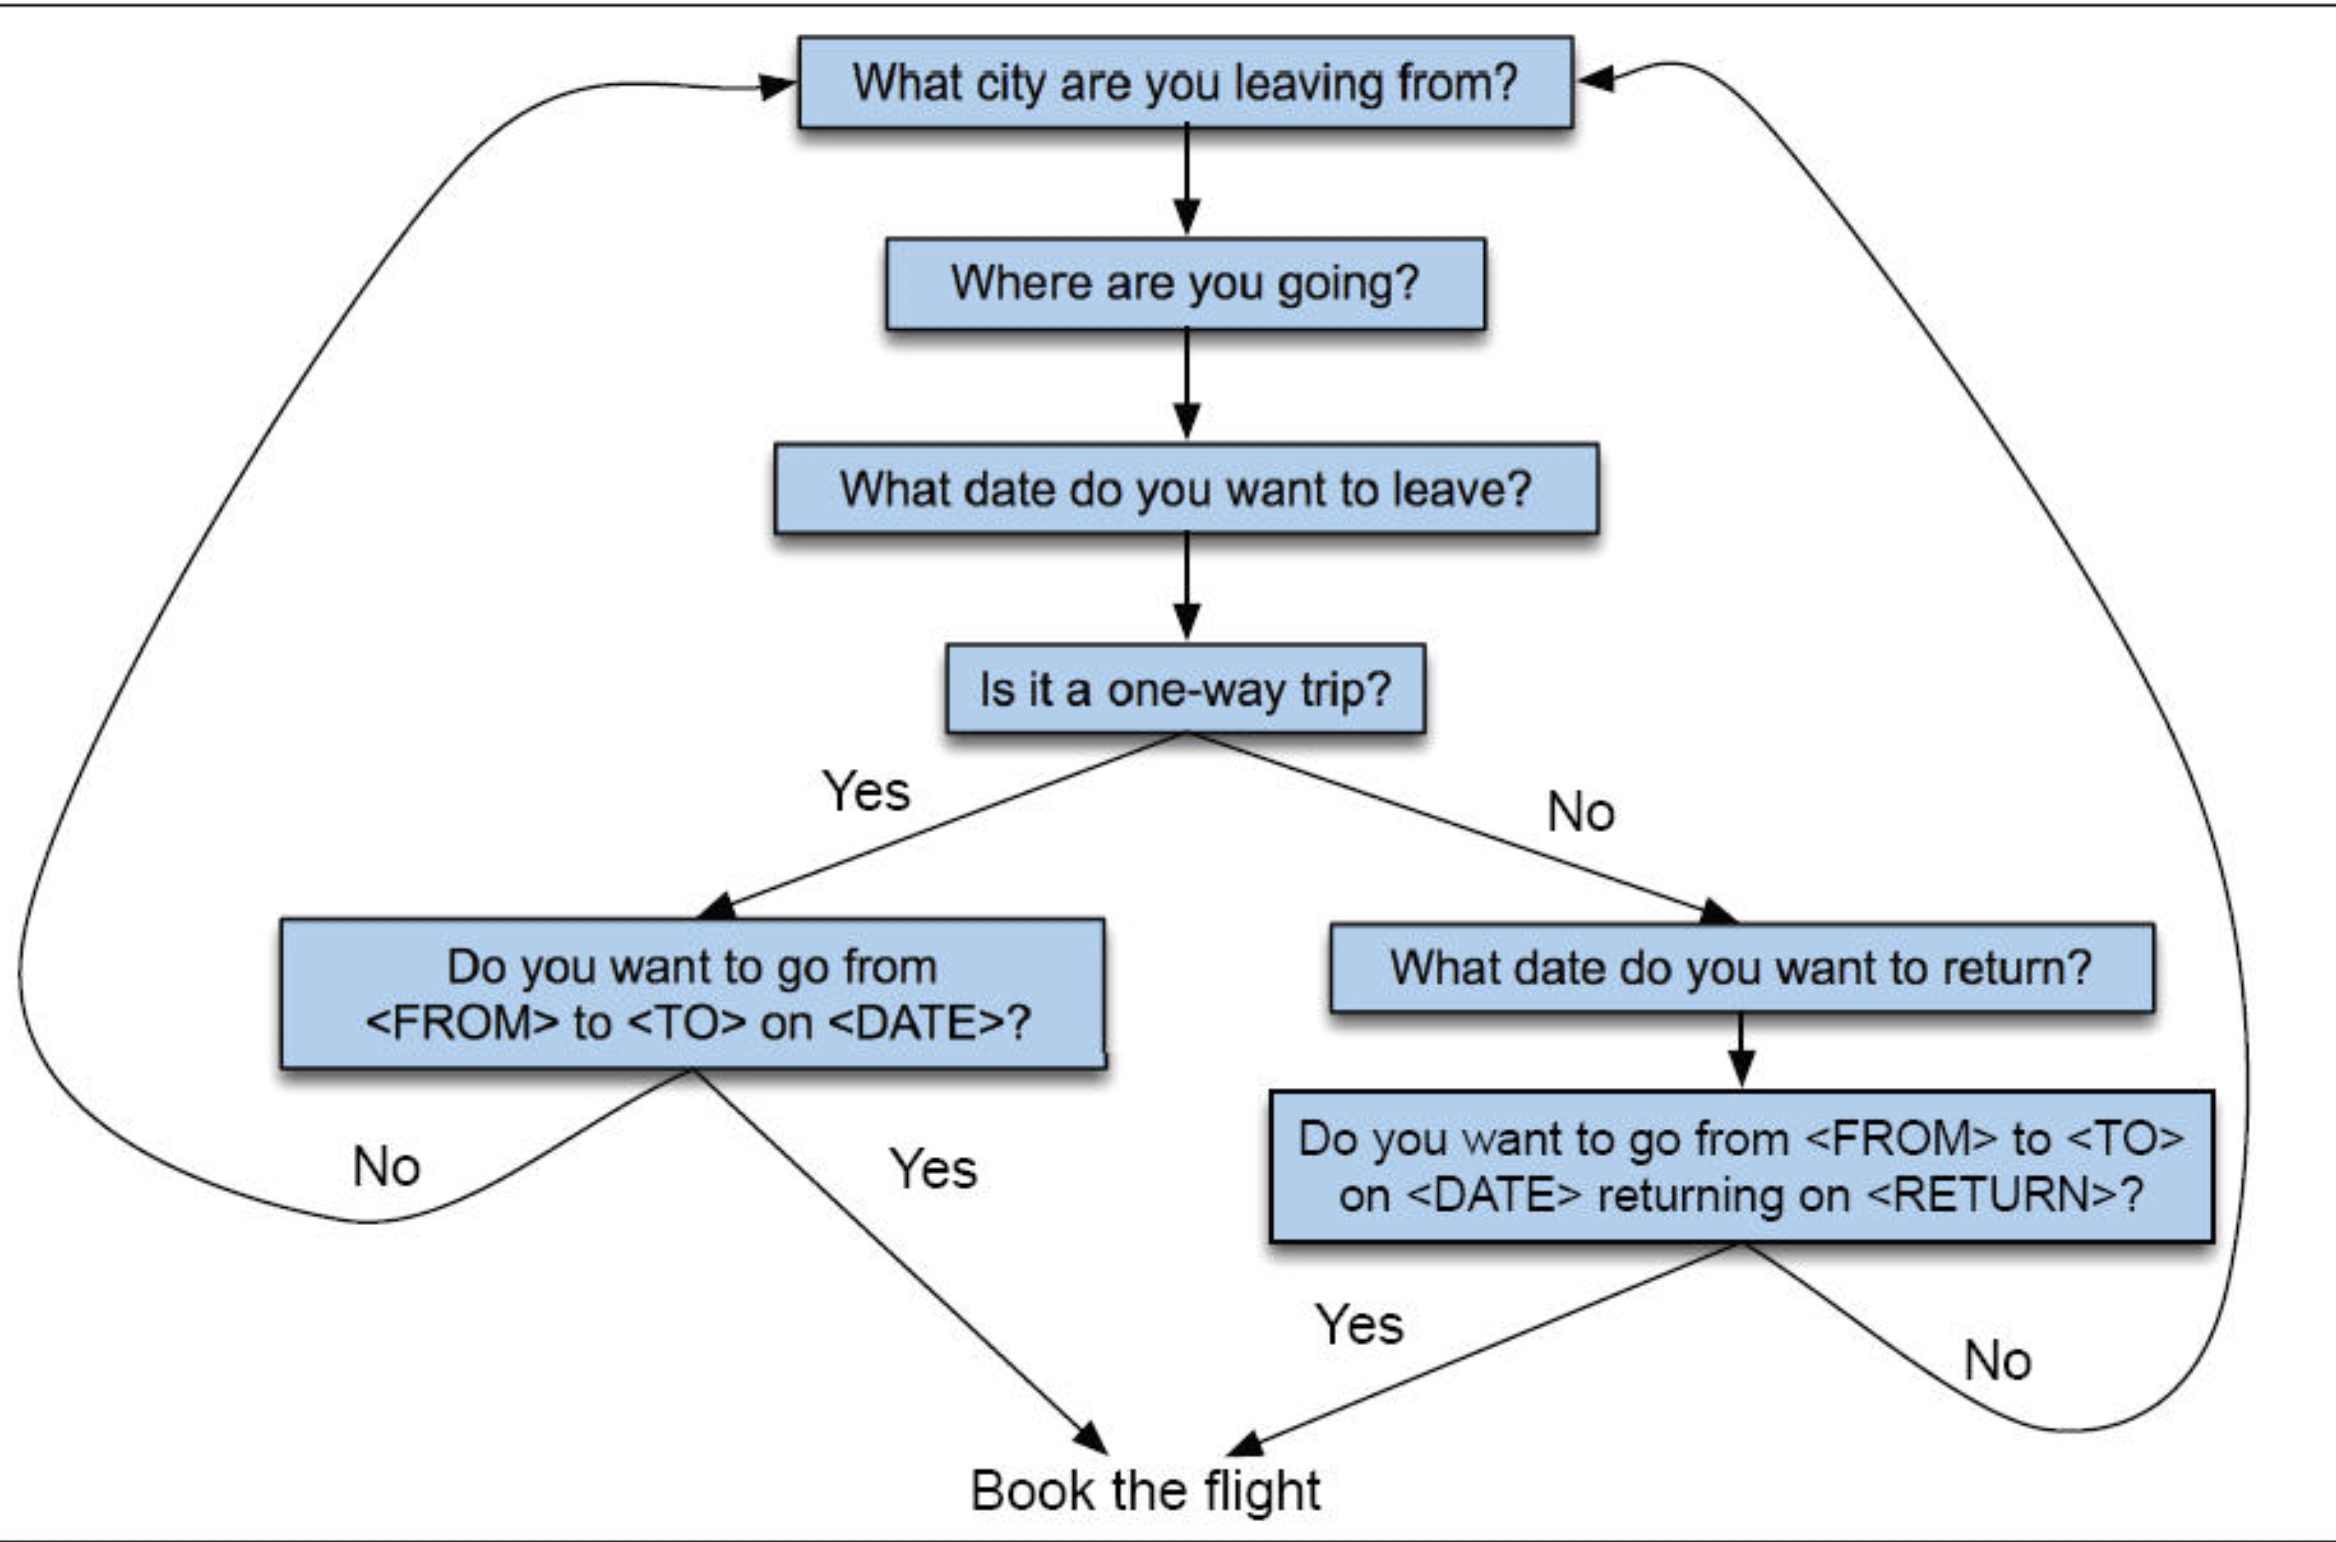 What city are you leaving from?
Where are you going?
What date do you want to leave?
Is it a one-way trip?
Yes
No
Do you want to go from
<FROM> to <TO> on <DATE>?
What date do you want to return?
Do you want to go from <FROM> to <TO>
on <DATE> returning on <RETURN>?
No
Yes
Yes
No
Book the flight